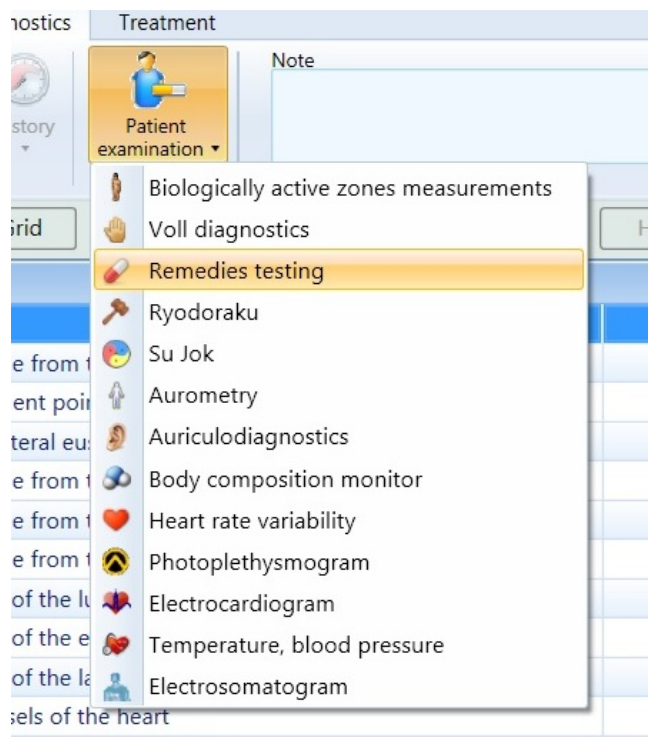 nostics Treatment
Note
story
Patient
examination
Grid
H
Biologically active zones measurements
Voll diagnostics
Remedies testing
Ryodoraku
e from t
Su Jok
ent poi
Aurometry
teral eu
Auriculodiagnostics
e from t
Body composition monitor
e from t
Heart rate variability
e from t
Photoplethysmogram
of the lu
Electrocardiogram
of the e
Temperature, blood pressure
of the la
Electrosomatogram
sels of the heart